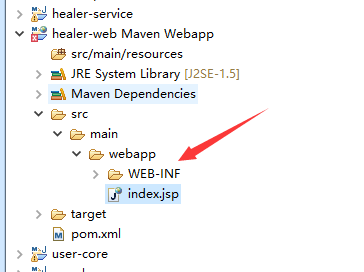 healer-service
healer-web Maven Webapp
src/main/resources
JRE System Library [J2SE-1.5]
Maven Dependencies
src
main
webapp
WEB-INF
index.jsp
target
pom.xml
user-core